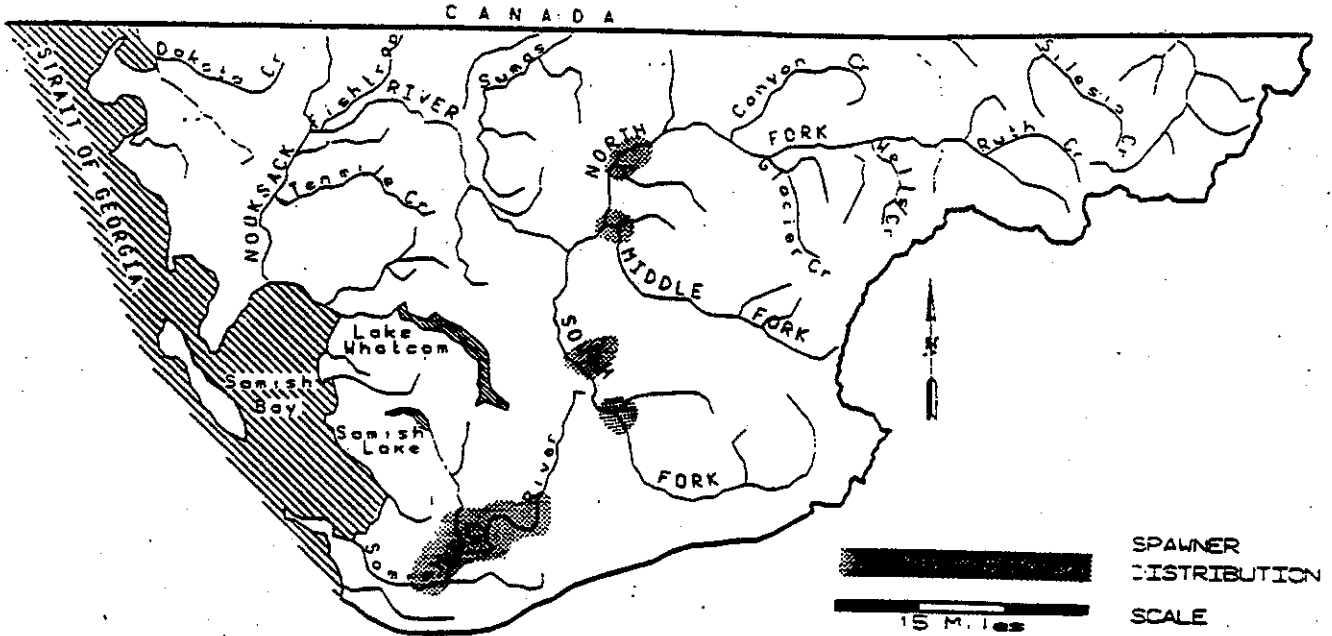 CANADA
STRAIT OF GEORGIA
Dakota Cr
Fishtrap
NOOKSACK RIVER
Sumas
Tenmile Cr
NORTH FORK
Canyon Cr
Glacier Cr
Wells Cr
Ruth Cr
Silesia Cr
MIDDLE FORK
SOUTH FORK
Lake
Whatcom
Samish
Bay
Samish
Lake
River
N
SPAWNER
DISTRIBUTION
15 Miles
SCALE